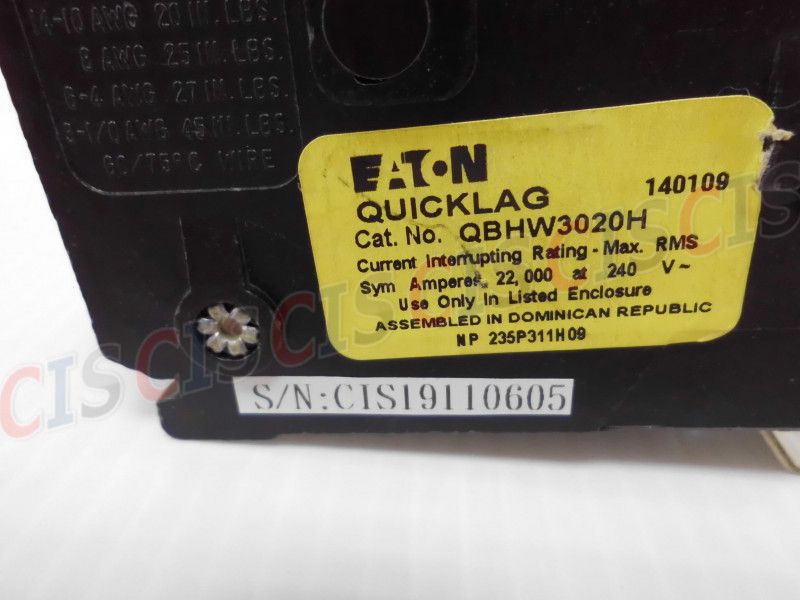 14-10 AWG 20 IN. LBS.
8 AWG 25 IN. LBS.
6-4 AWG 27 IN. LBS.
3-1/0 AWG 45 IN. LBS.
60/75°C WIRE
EATON
QUICKLAG 140109
Cat. No. QBHW3020H
Current Interrupting Rating - Max. RMS
Sym Amperes. 22,000 at 240 V~
Use Only In Listed Enclosure
ASSEMBLED IN DOMINICAN REPUBLIC
NP 235P311H09
CISCISCISCISCISCIS
S/N:CIS19110605